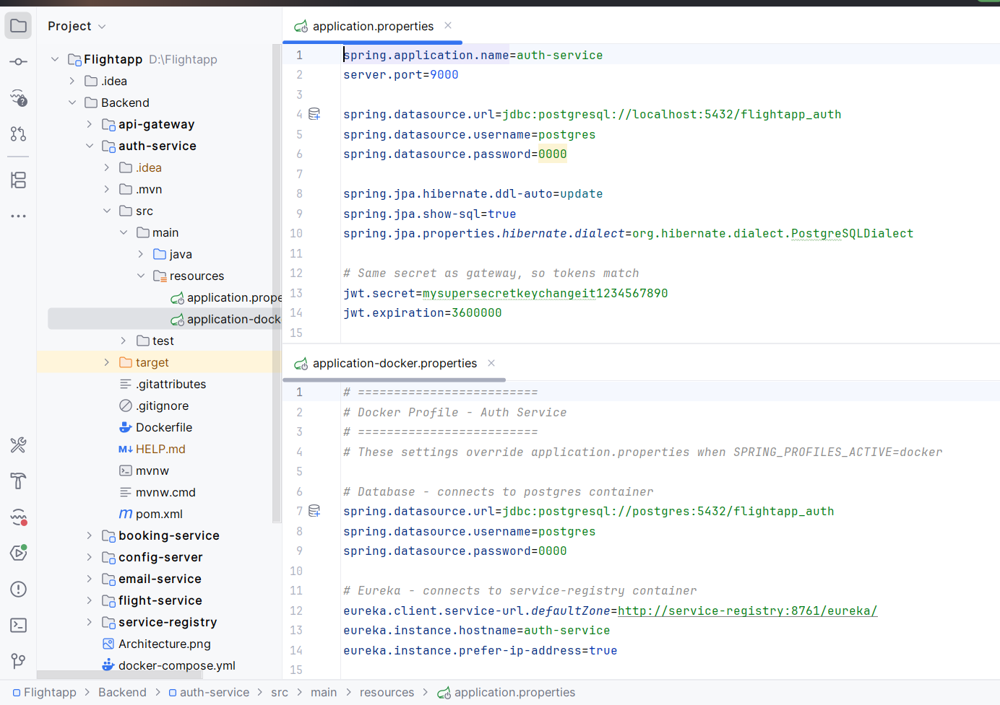 Project
Flightapp D:\Flightapp
.idea
Backend
api-gateway
auth-service
.idea
.mvn
src
main
java
resources
application.prope
application-dock
test
target
.gitattributes
.gitignore
Dockerfile
M↓ HELP.md
mvnw
mvnw.cmd
m pom.xml
booking-service
config-server
email-service
flight-service
service-registry
Architecture.png
docker-compose.yml
application.properties
1 spring.application.name=auth-service
2 server.port=9000
3
4 spring.datasource.url=jdbc:postgresql://localhost:5432/flightapp_auth
5 spring.datasource.username=postgres
6 spring.datasource.password=0000
7
8 spring.jpa.hibernate.ddl-auto=update
9 spring.jpa.show-sql=true
10 spring.jpa.properties.hibernate.dialect=org.hibernate.dialect.PostgreSQLDialect
11
12 # Same secret as gateway, so tokens match
13 jwt.secret=mysupersecretkeychangeit1234567890
14 jwt.expiration=3600000
15
application-docker.properties
1 # =========================
2 # Docker Profile - Auth Service
3 # =========================
4 # These settings override application.properties when SPRING_PROFILES_ACTIVE=docker
5
6 # Database - connects to postgres container
7 spring.datasource.url=jdbc:postgresql://postgres:5432/flightapp_auth
8 spring.datasource.username=postgres
9 spring.datasource.password=0000
10
11 # Eureka - connects to service-registry container
12 eureka.client.service-url.defaultZone=http://service-registry:8761/eureka/
13 eureka.instance.hostname=auth-service
14 eureka.instance.prefer-ip-address=true
15
Flightapp > Backend > auth-service > src > main > resources > application.properties